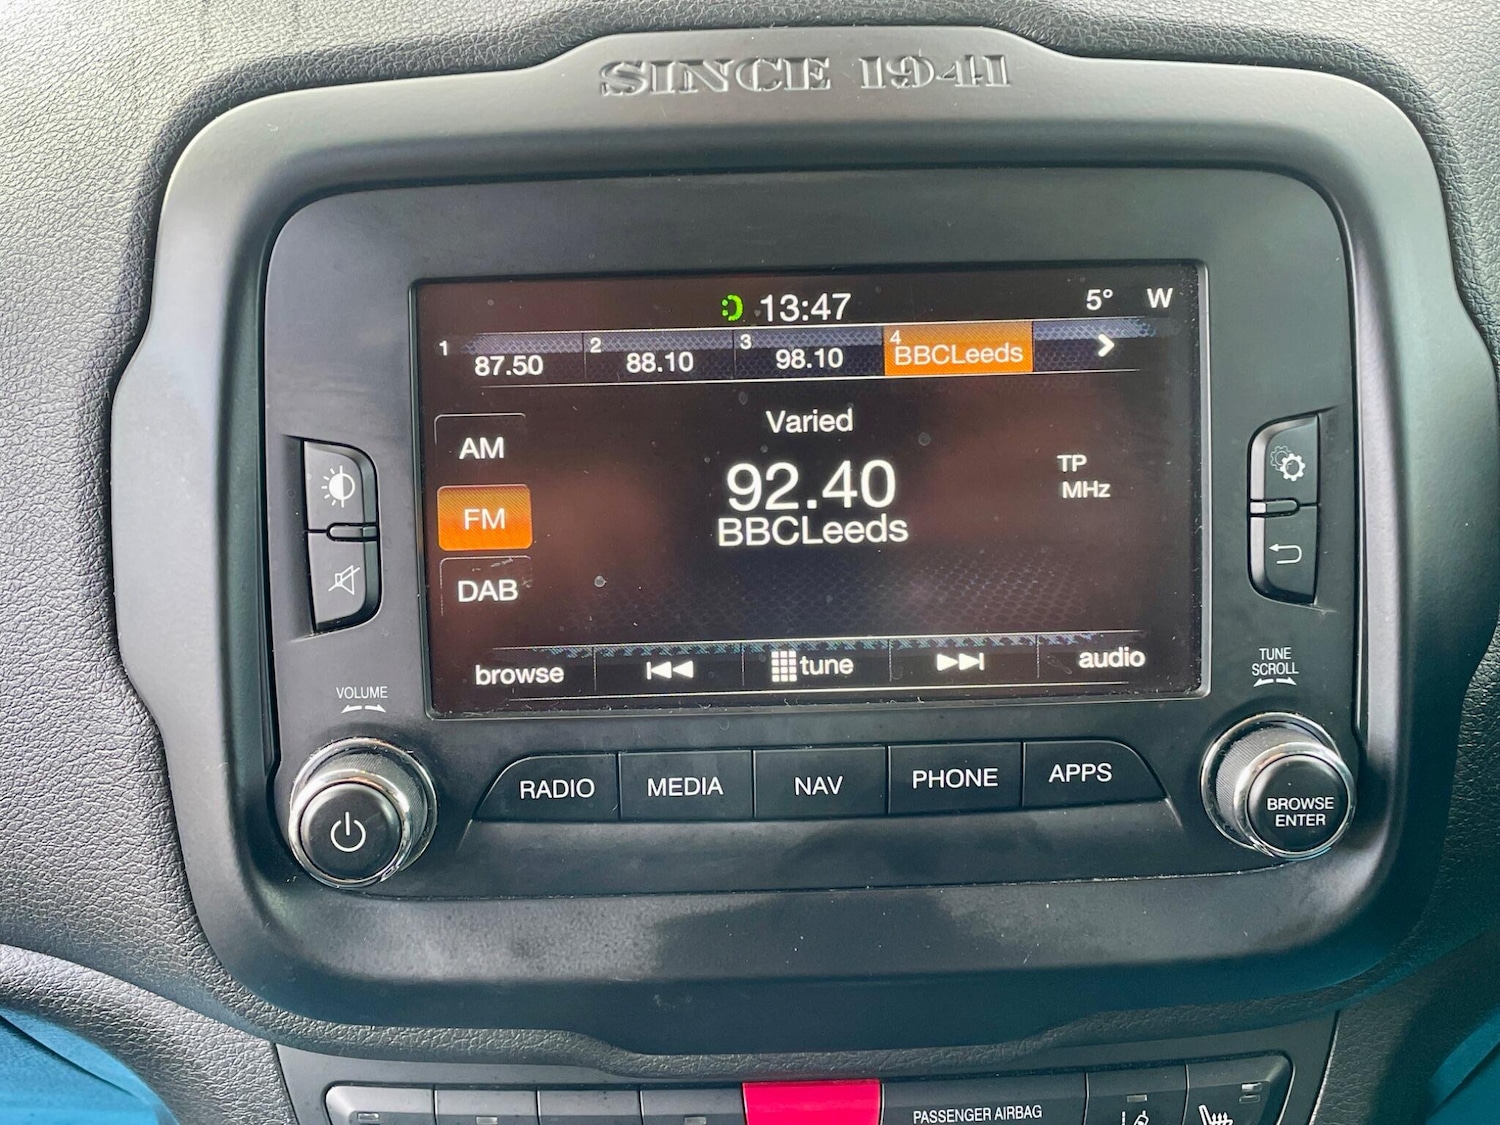 SINCE 1941
13:47
5° W
1 87.50 2 88.10 3 98.10 4 BBCLeeds
Varied
AM
92.40
TP
MHz
FM
BBCLeeds
DAB
browse tune audio
VOLUME
TUNE
SCROLL
RADIO MEDIA NAV PHONE APPS
BROWSE
ENTER
PASSENGER AIRBAG